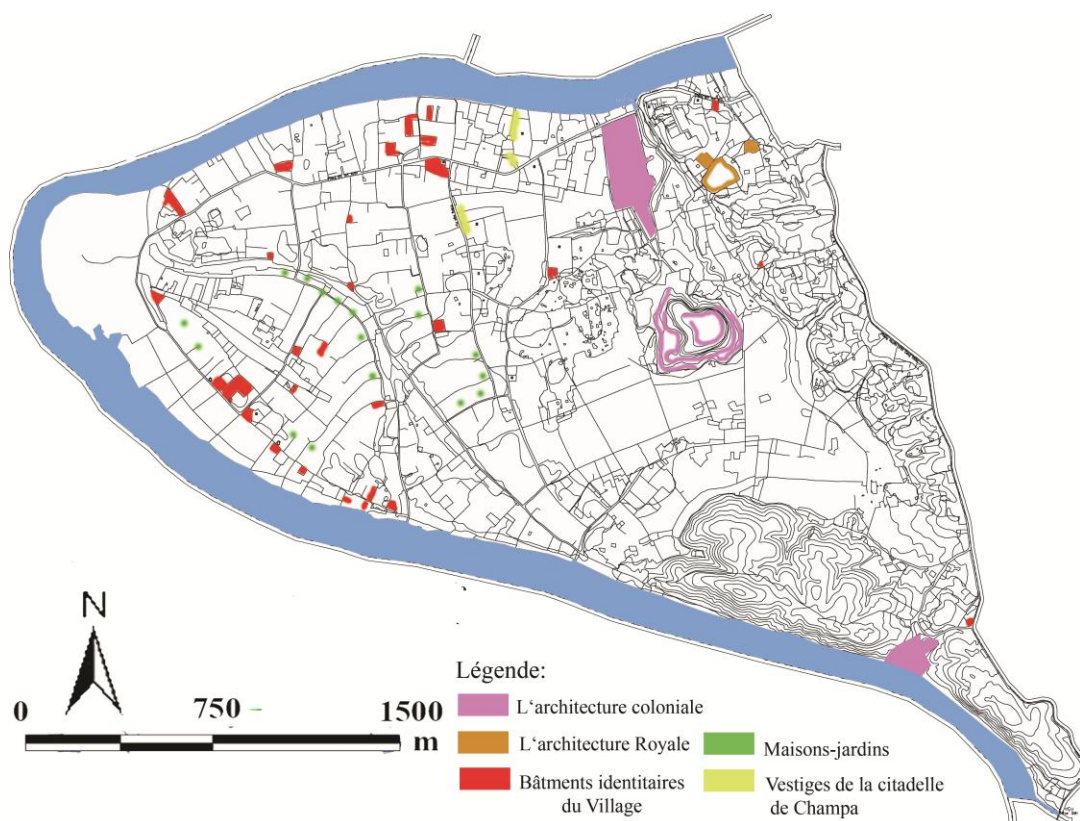 N
0 750 1500
m
Légende:
L'architecture coloniale
L'architecture Royale
Maisons-jardins
Bâtments identitaires
du Village
Vestiges de la citadelle
de Champa